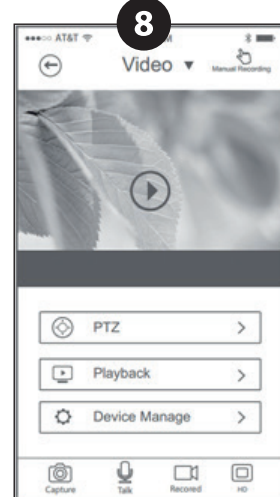 8
AT&T M
Video
Manual Recording
PTZ
Playback
Device Manage
Capture Talk Recored HD